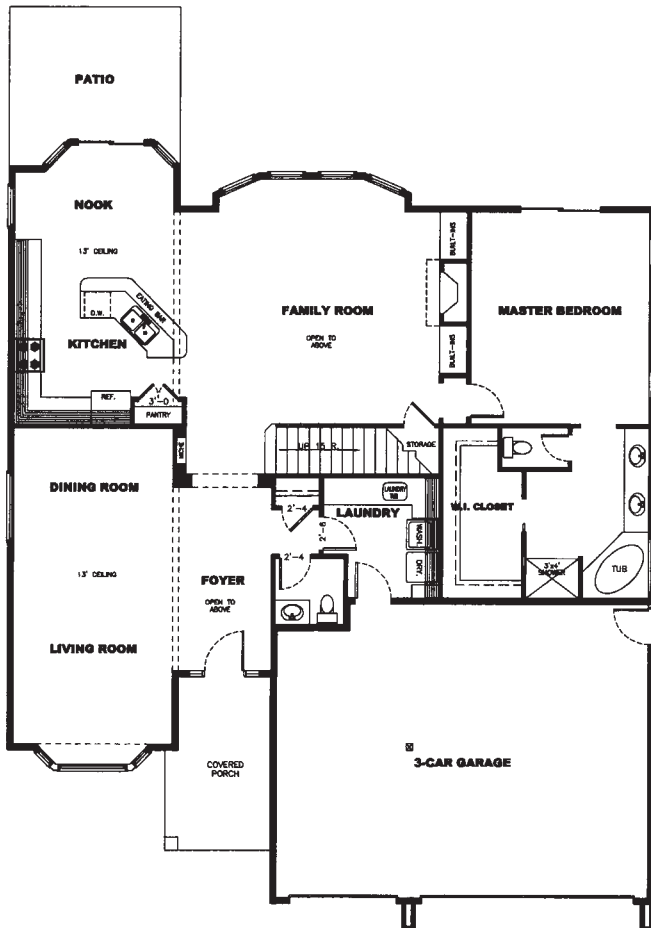 PATIO
NOOK
13' CEILING
EATING BAR
D.W.
KITCHEN
REF.
3'-0
PANTRY
FAMILY ROOM
OPEN TO
ABOVE
BUILT-INS
BUILT-INS
MASTER BEDROOM
UP 15 R.
STORAGE
NICHE
DINING ROOM
13' CEILING
LIVING ROOM
FOYER
OPEN TO
ABOVE
2'-4
2'-6
2'-4
LAUNDRY
LAUNDRY
TUB
WASH.
DRY.
W.I. CLOSET
3'x4'
SHOWER
TUB
COVERED
PORCH
3-CAR GARAGE